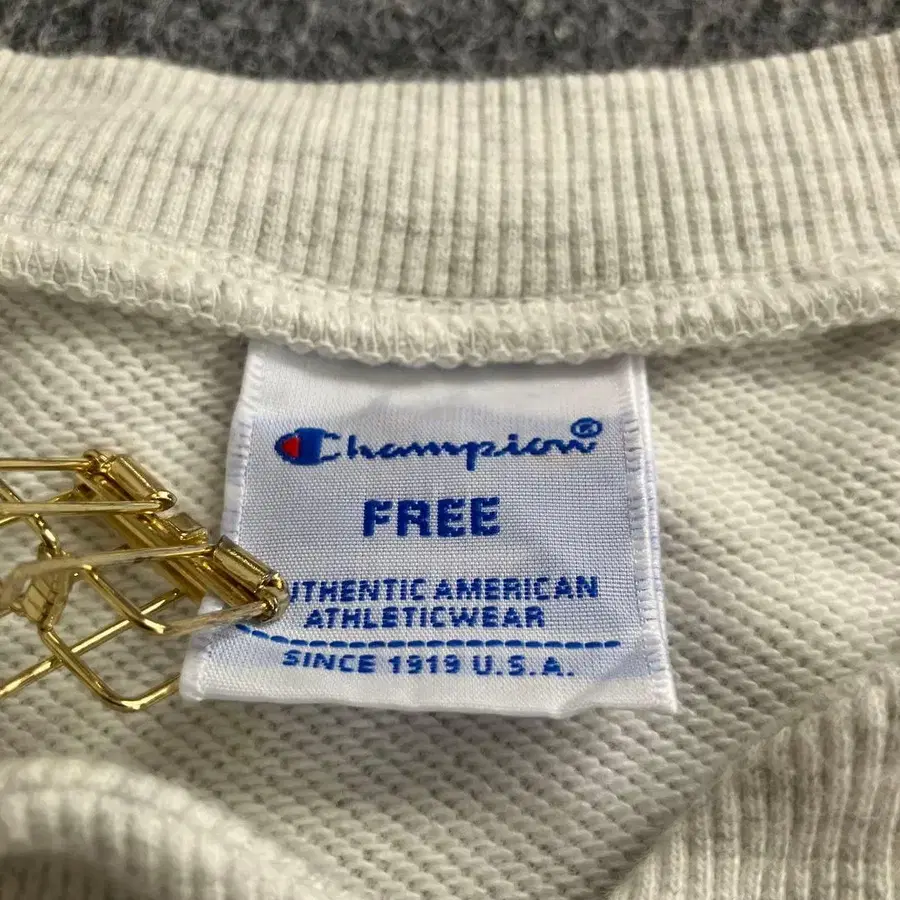 Champion®
FREE
UTHENTIC AMERICAN
ATHLETICWEAR
SINCE 1919 U.S.A.